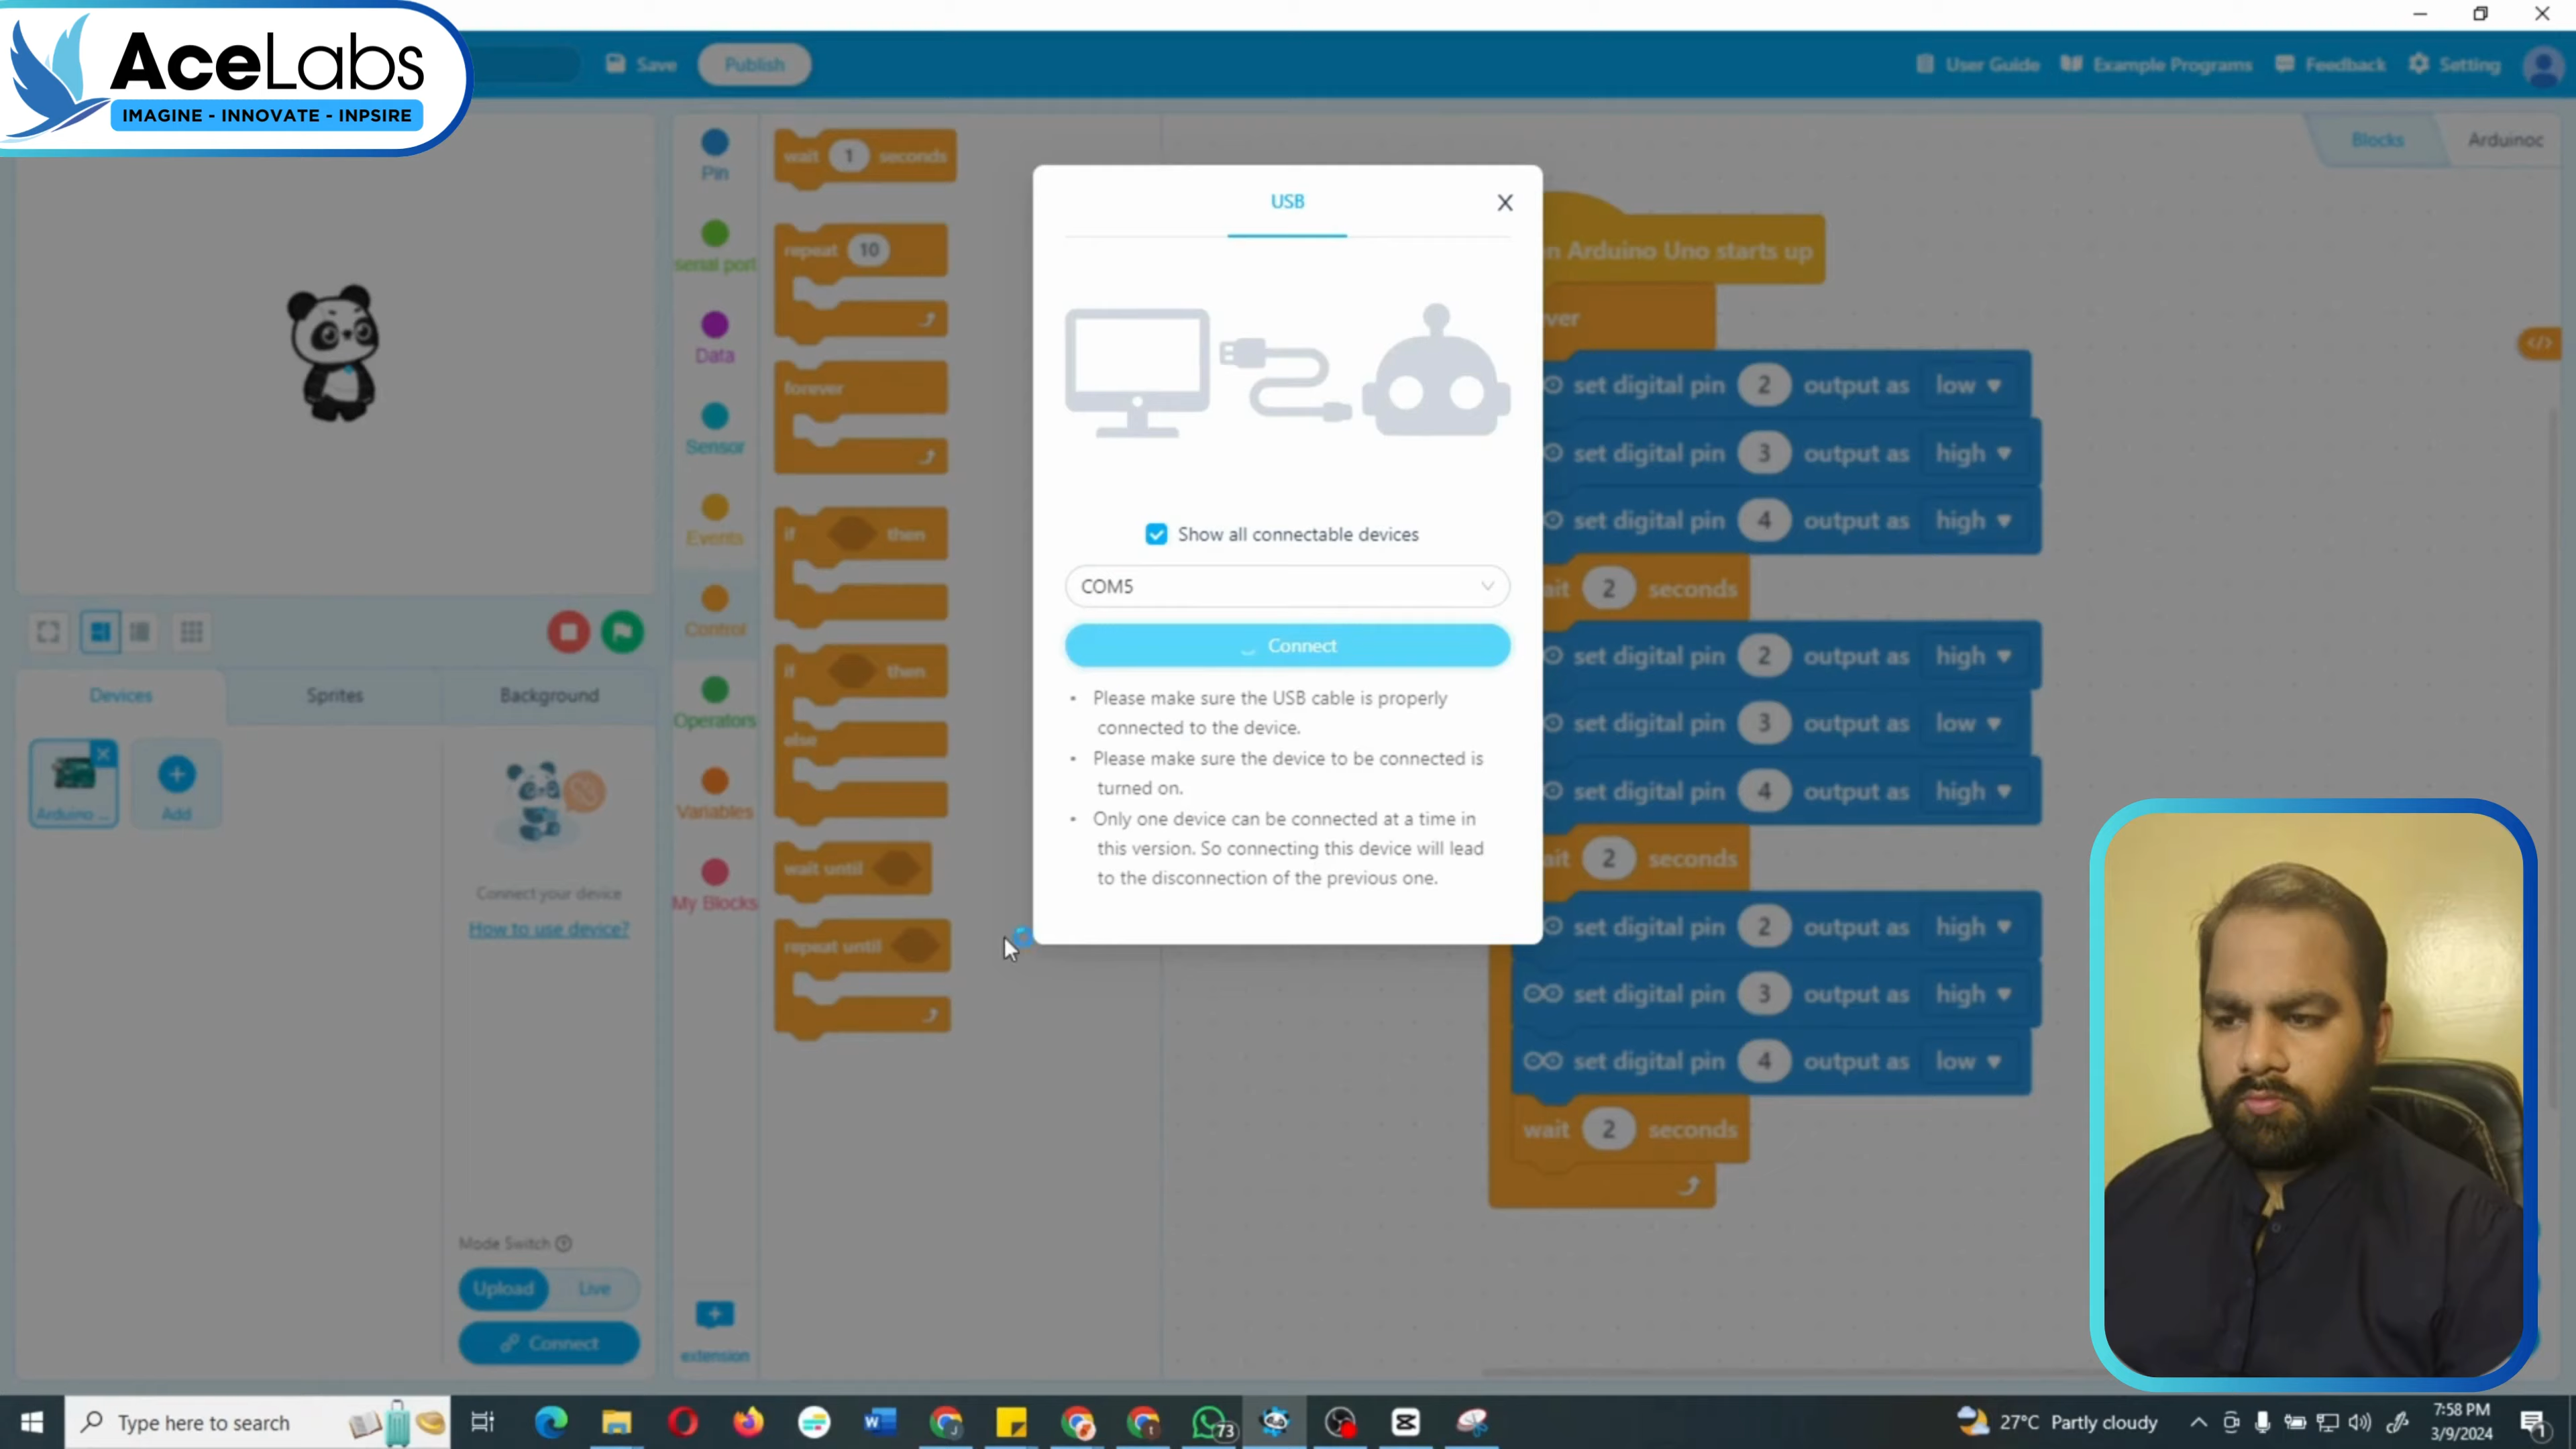 AceLabs
IMAGINE - INNOVATE - INPSIRE
Save
Publish
User Guide
Example Programs
Feedback
Setting
Pin
serial port
Data
Sensor
Events
Control
Operators
Variables
My Blocks
extension
wait 1 seconds
repeat 10
forever
if then
if then
else
wait until
repeat until
USB
Show all connectable devices
COM5
Connect
• Please make sure the USB cable is properly
connected to the device.
• Please make sure the device to be connected is
turned on.
• Only one device can be connected at a time in
this version. So connecting this device will lead
to the disconnection of the previous one.
Blocks
Arduinoc
</>
n Arduino Uno starts up
ver
set digital pin 2 output as low
set digital pin 3 output as high
set digital pin 4 output as high
ait 2 seconds
set digital pin 2 output as high
set digital pin 3 output as low
set digital pin 4 output as high
ait 2 seconds
set digital pin 2 output as high
set digital pin 3 output as high
set digital pin 4 output as low
wait 2 seconds
Devices
Sprites
Background
Arduino ...
Add
Connect your device
How to use device?
Mode Switch
Upload
Live
Connect
Type here to search
73
27°C Partly cloudy
7:58 PM
3/9/2024
1